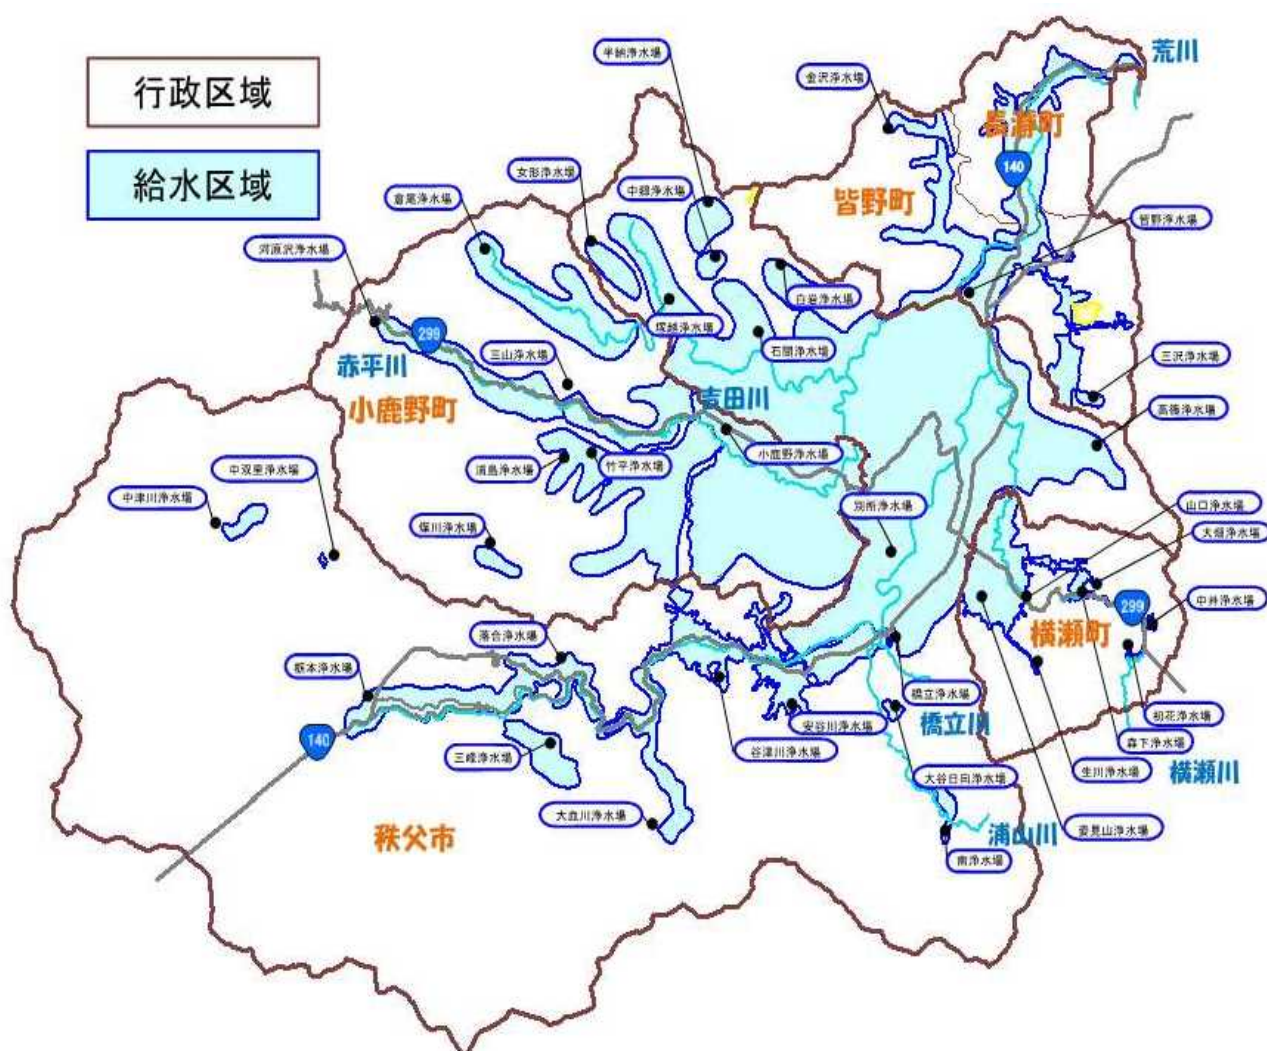 行政区域
給水区域
荒川
半納浄水場
金沢浄水場
長瀞町
140
女形浄水場
中郷浄水場
皆野町
倉尾浄水場
皆野浄水場
河原沢浄水場
白岩浄水場
299
塚越浄水場
石間浄水場
三沢浄水場
赤平川
三山浄水場
小鹿野町
吉田川
高篠浄水場
小鹿野浄水場
中双里浄水場
浦島浄水場
竹平浄水場
中津川浄水場
別所浄水場
山口浄水場
煤川浄水場
大畑浄水場
中井浄水場
299
横瀬町
落合浄水場
栃本浄水場
橋立浄水場
初花浄水場
140
安谷川浄水場
橋立川
森下浄水場
三峰浄水場
谷津川浄水場
大谷日向浄水場
生川浄水場
横瀬川
大血川浄水場
姿見山浄水場
秩父市
浦山川
南浄水場